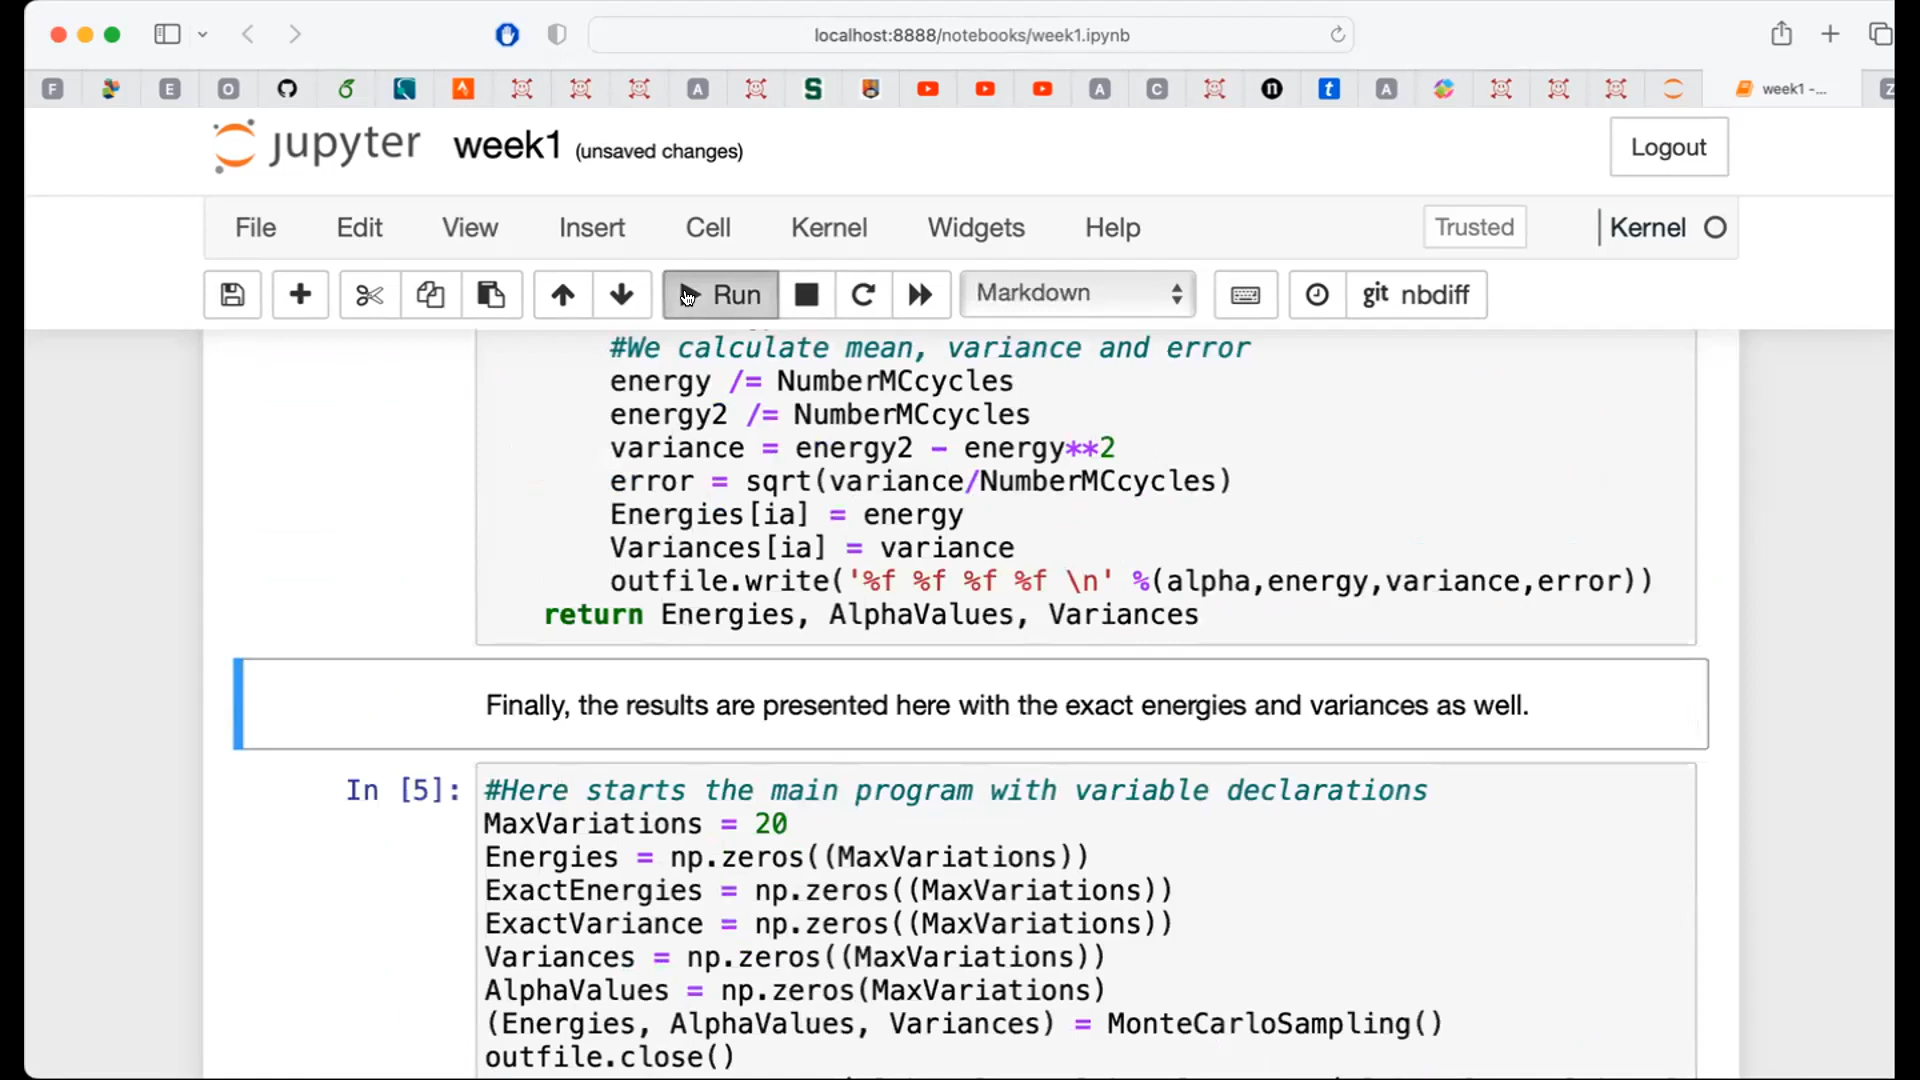 localhost:8888/notebooks/week1.ipynb
F E O A S A C n t A week1 -... Z
jupyter week1 (unsaved changes) Logout
File Edit View Insert Cell Kernel Widgets Help Trusted Kernel
Run Markdown git nbdiff
#We calculate mean, variance and error
energy /= NumberMCcycles
energy2 /= NumberMCcycles
variance = energy2 - energy**2
error = sqrt(variance/NumberMCcycles)
Energies[ia] = energy
Variances[ia] = variance
outfile.write('%f %f %f %f \n' %(alpha,energy,variance,error))
return Energies, AlphaValues, Variances
Finally, the results are presented here with the exact energies and variances as well.
In [5]: #Here starts the main program with variable declarations
MaxVariations = 20
Energies = np.zeros((MaxVariations))
ExactEnergies = np.zeros((MaxVariations))
ExactVariance = np.zeros((MaxVariations))
Variances = np.zeros((MaxVariations))
AlphaValues = np.zeros(MaxVariations)
(Energies, AlphaValues, Variances) = MonteCarloSampling()
outfile.close()